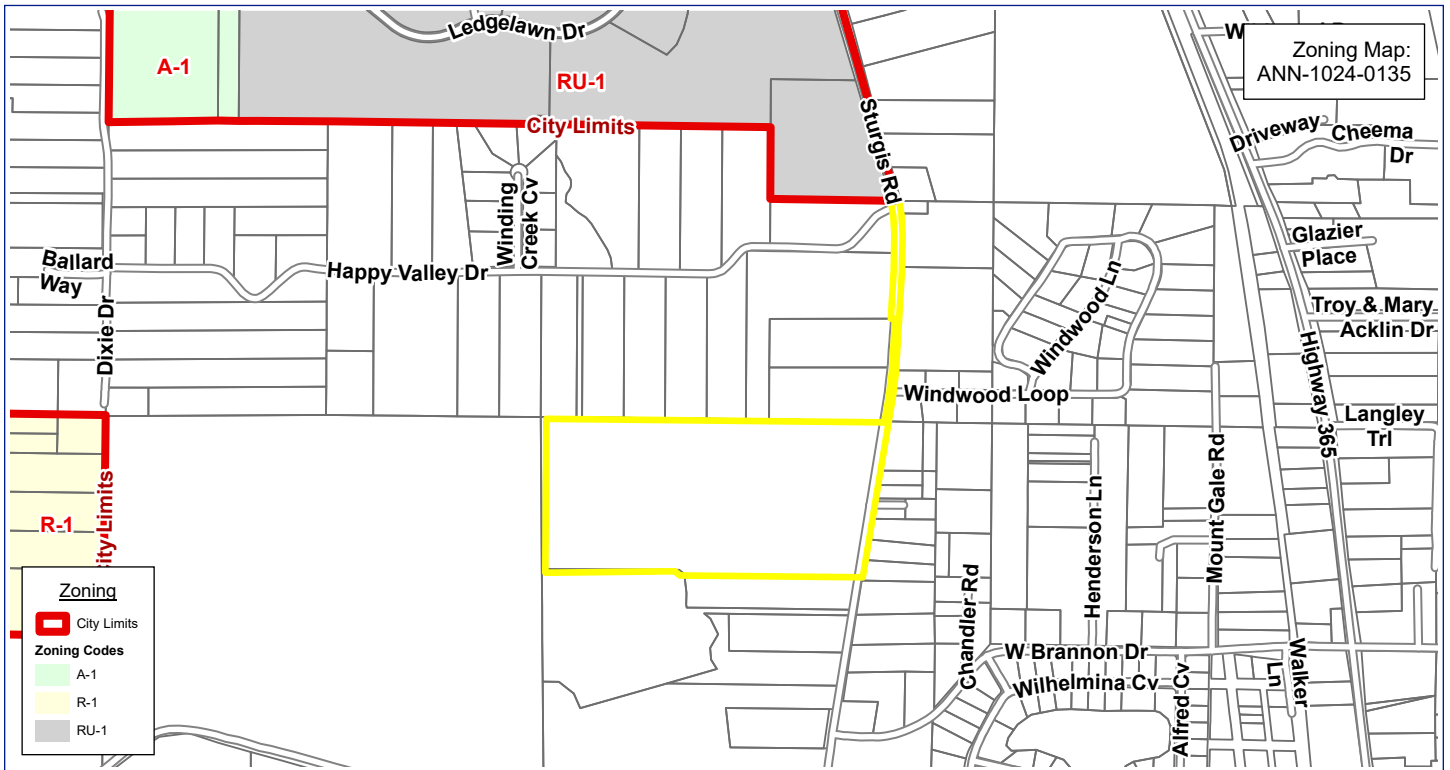 Ledgelawn Dr
Zoning Map:
ANN-1024-0135
A-1
RU-1
City Limits
Sturgis Rd
Driveway
Cheema
Dr
Winding
Creek Cv
Glazier
Place
Ballard
Way
Happy Valley Dr
Windwood Ln
Troy & Mary
Acklin Dr
Dixie Dr
Highway 365
Windwood Loop
Langley
Trl
City Limits
R-1
Mount Gale Rd
Henderson Ln
Chandler Rd
W Brannon Dr
Wilhelmina Cv
Alfred Cv
Walker
Ln
Zoning
City Limits
Zoning Codes
A-1
R-1
RU-1